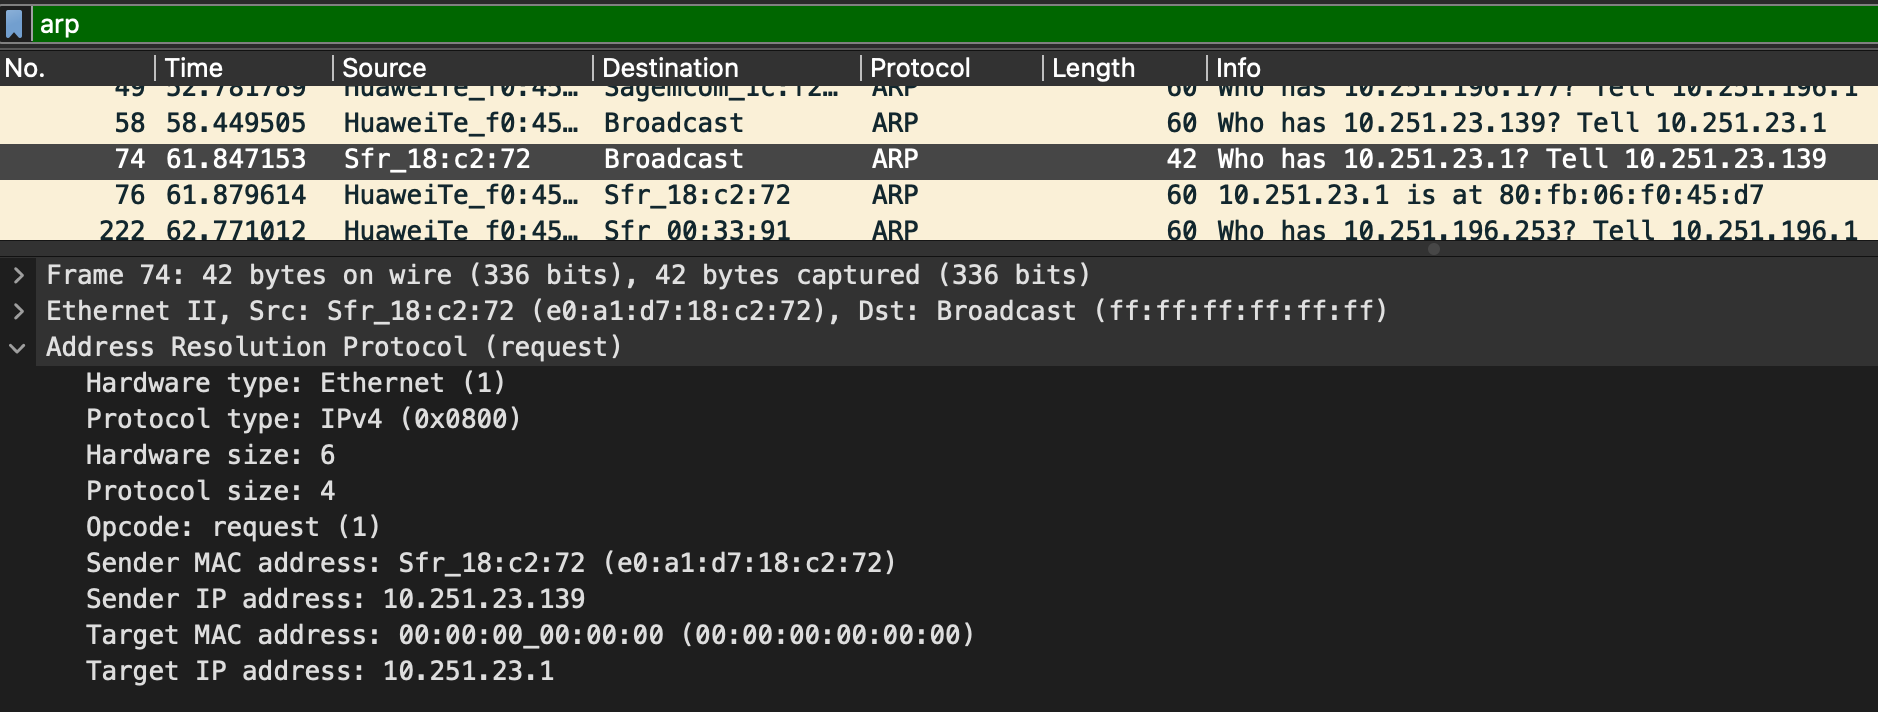 arp
No. Time Source Destination Protocol Length Info
49 52.781789 HuaweiTe_f0:45… Sagemcom_1c:f2… ARP 60 Who has 10.251.196.177? Tell 10.251.196.1
58 58.449505 HuaweiTe_f0:45… Broadcast ARP 60 Who has 10.251.23.139? Tell 10.251.23.1
74 61.847153 Sfr_18:c2:72 Broadcast ARP 42 Who has 10.251.23.1? Tell 10.251.23.139
76 61.879614 HuaweiTe_f0:45… Sfr_18:c2:72 ARP 60 10.251.23.1 is at 80:fb:06:f0:45:d7
222 62.771012 HuaweiTe_f0:45… Sfr_00:33:91 ARP 60 Who has 10.251.196.253? Tell 10.251.196.1
Frame 74: 42 bytes on wire (336 bits), 42 bytes captured (336 bits)
Ethernet II, Src: Sfr_18:c2:72 (e0:a1:d7:18:c2:72), Dst: Broadcast (ff:ff:ff:ff:ff:ff)
Address Resolution Protocol (request)
Hardware type: Ethernet (1)
Protocol type: IPv4 (0x0800)
Hardware size: 6
Protocol size: 4
Opcode: request (1)
Sender MAC address: Sfr_18:c2:72 (e0:a1:d7:18:c2:72)
Sender IP address: 10.251.23.139
Target MAC address: 00:00:00_00:00:00 (00:00:00:00:00:00)
Target IP address: 10.251.23.1